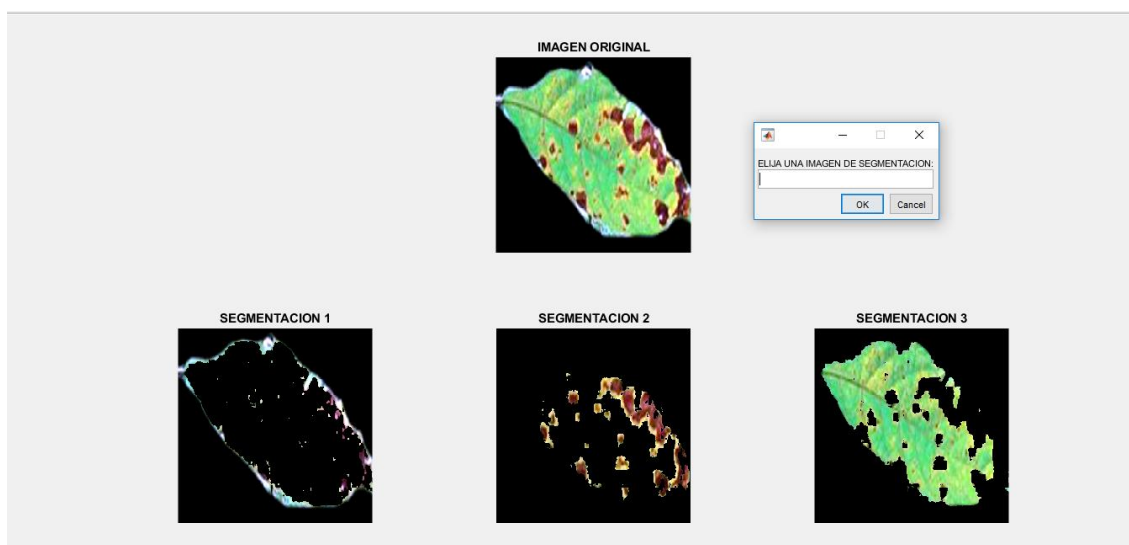 IMAGEN ORIGINAL
ELIJA UNA IMAGEN DE SEGMENTACION:
OK Cancel
SEGMENTACION 1 SEGMENTACION 2 SEGMENTACION 3